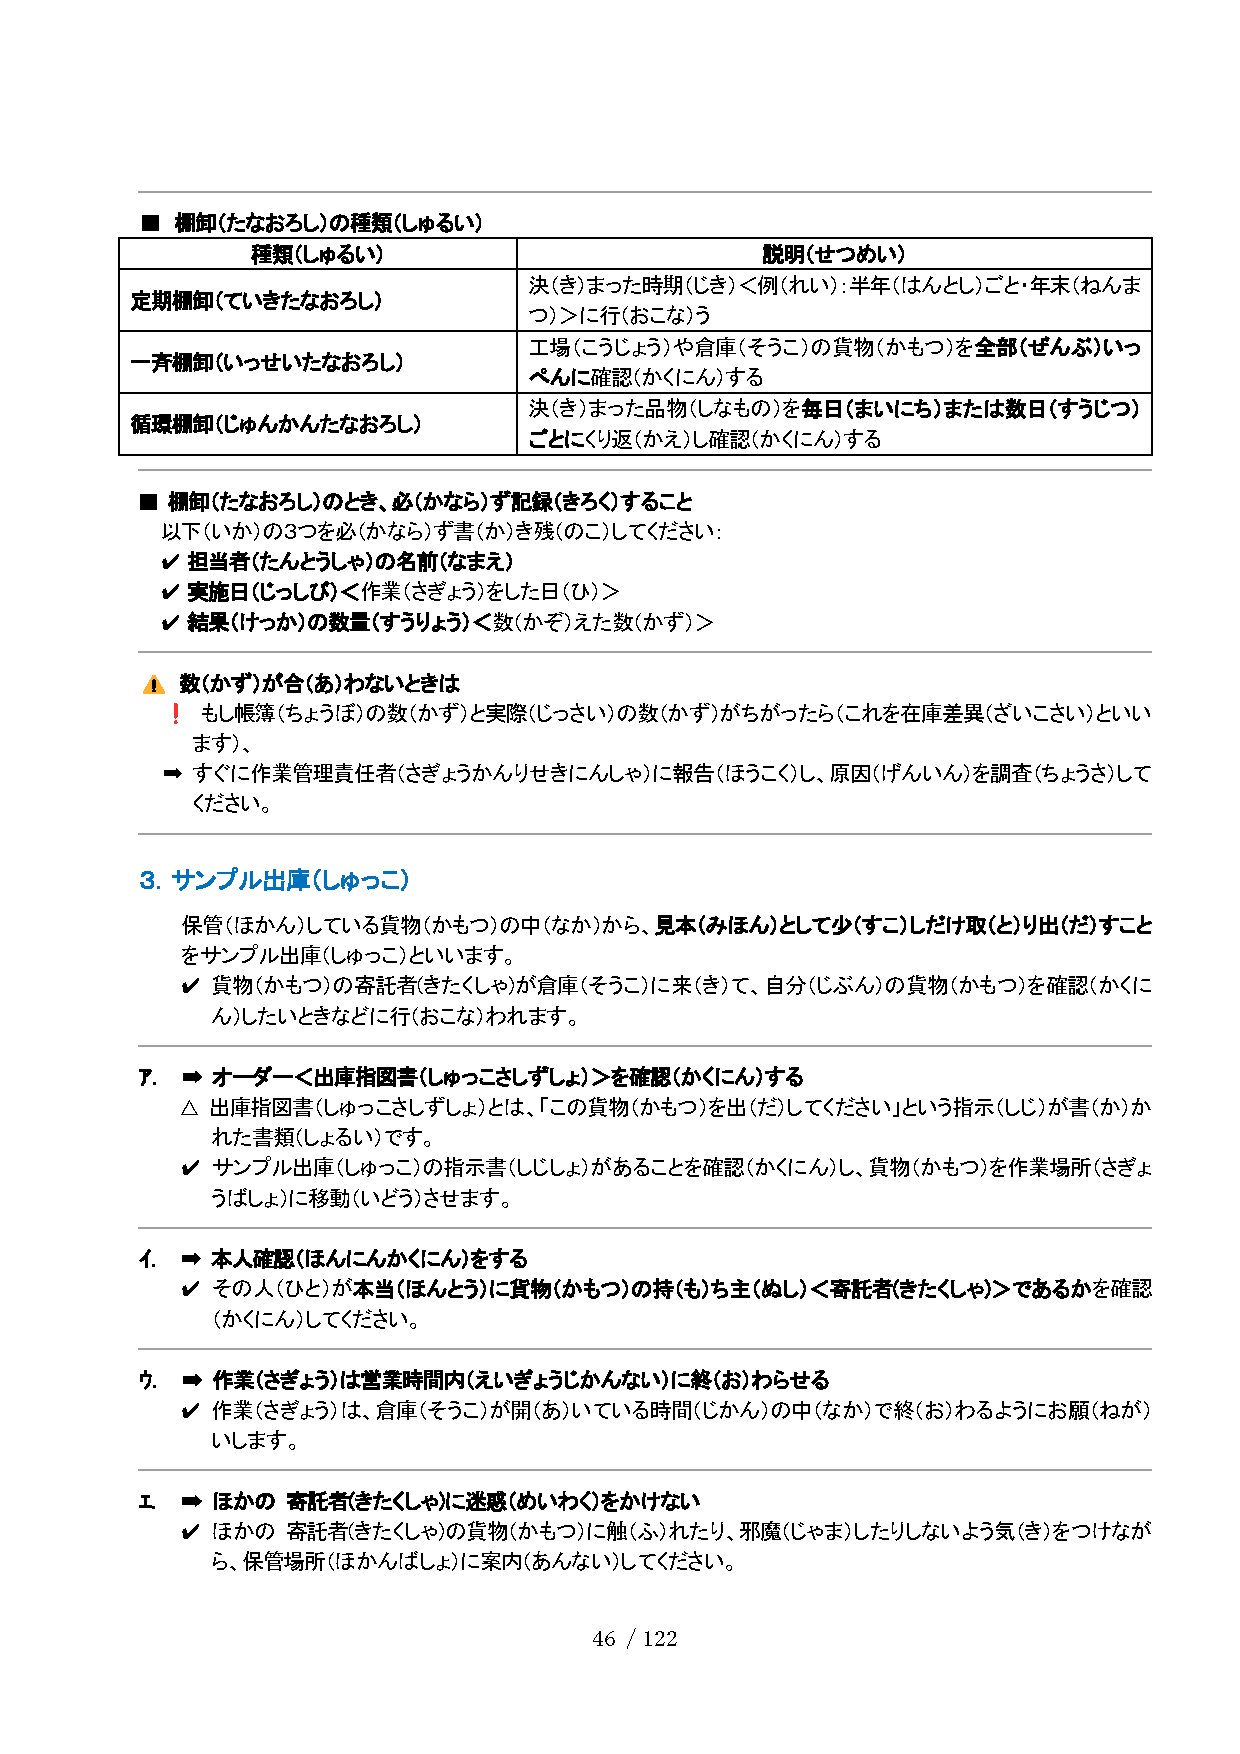 ■ 棚卸(たなおろし)の種類(しゅるい)
種類(しゅるい)
説明(せつめい)
定期棚卸(ていきたなおろし)
決(き)まった時期(じき)＜例(れい)：半年(はんとし)ごと・年末(ねんま
つ)＞に行(おこな)う
一斉棚卸(いっせいたなおろし)
工場(こうじょう)や倉庫(そうこ)の貨物(かもつ)を全部(ぜんぶ)いっ
ぺんに確認(かくにん)する
循環棚卸(じゅんかんたなおろし)
決(き)まった品物(しなもの)を毎日(まいにち)または数日(すうじつ)
ごとにくり返(かえ)し確認(かくにん)する
■ 棚卸(たなおろし)のとき、必(かなら)ず記録(きろく)すること
以下(いか)の3つを必(かなら)ず書(か)き残(のこ)してください：
✔ 担当者(たんとうしゃ)の名前(なまえ)
✔ 実施日(じっしび)＜作業(さぎょう)をした日(ひ)＞
✔ 結果(けっか)の数量(すうりょう)＜数(かぞ)えた数(かず)＞
⚠ 数(かず)が合(あ)わないときは
❗ もし帳簿(ちょうぼ)の数(かず)と実際(じっさい)の数(かず)がちがったら(これを在庫差異(ざいこさい)といい
ます)、
➡ すぐに作業管理責任者(さぎょうかんりせきにんしゃ)に報告(ほうこく)し、原因(げんいん)を調査(ちょうさ)して
ください。
3．サンプル出庫(しゅっこ)
保管(ほかん)している貨物(かもつ)の中(なか)から、見本(みほん)として少(すこ)しだけ取(と)り出(だ)すこと
をサンプル出庫(しゅっこ)といいます。
✔ 貨物(かもつ)の寄託者(きたくしゃ)が倉庫(そうこ)に来(き)て、自分(じぶん)の貨物(かもつ)を確認(かくに
ん)したいときなどに行(おこな)われます。
ｱ. ➡ オーダー＜出庫指図書(しゅっこさしずしょ)＞を確認(かくにん)する
△ 出庫指図書(しゅっこさしずしょ)とは、「この貨物(かもつ)を出(だ)してください」という指示(しじ)が書(か)か
れた書類(しょるい)です。
✔ サンプル出庫(しゅっこ)の指示書(しじしょ)があることを確認(かくにん)し、貨物(かもつ)を作業場所(さぎょ
うばしょ)に移動(いどう)させます。
ｲ. ➡ 本人確認(ほんにんかくにん)をする
✔ その人(ひと)が本当(ほんとう)に貨物(かもつ)の持(も)ち主(ぬし)＜寄託者(きたくしゃ)＞であるかを確認
(かくにん)してください。
ｳ. ➡ 作業(さぎょう)は営業時間内(えいぎょうじかんない)に終(お)わらせる
✔ 作業(さぎょう)は、倉庫(そうこ)が開(あ)いている時間(じかん)の中(なか)で終(お)わるようにお願(ねが)
いします。
ｴ. ➡ ほかの 寄託者(きたくしゃ)に迷惑(めいわく)をかけない
✔ ほかの 寄託者(きたくしゃ)の貨物(かもつ)に触(ふ)れたり、邪魔(じゃま)したりしないよう気(き)をつけなが
ら、保管場所(ほかんばしょ)に案内(あんない)してください。
46 / 122